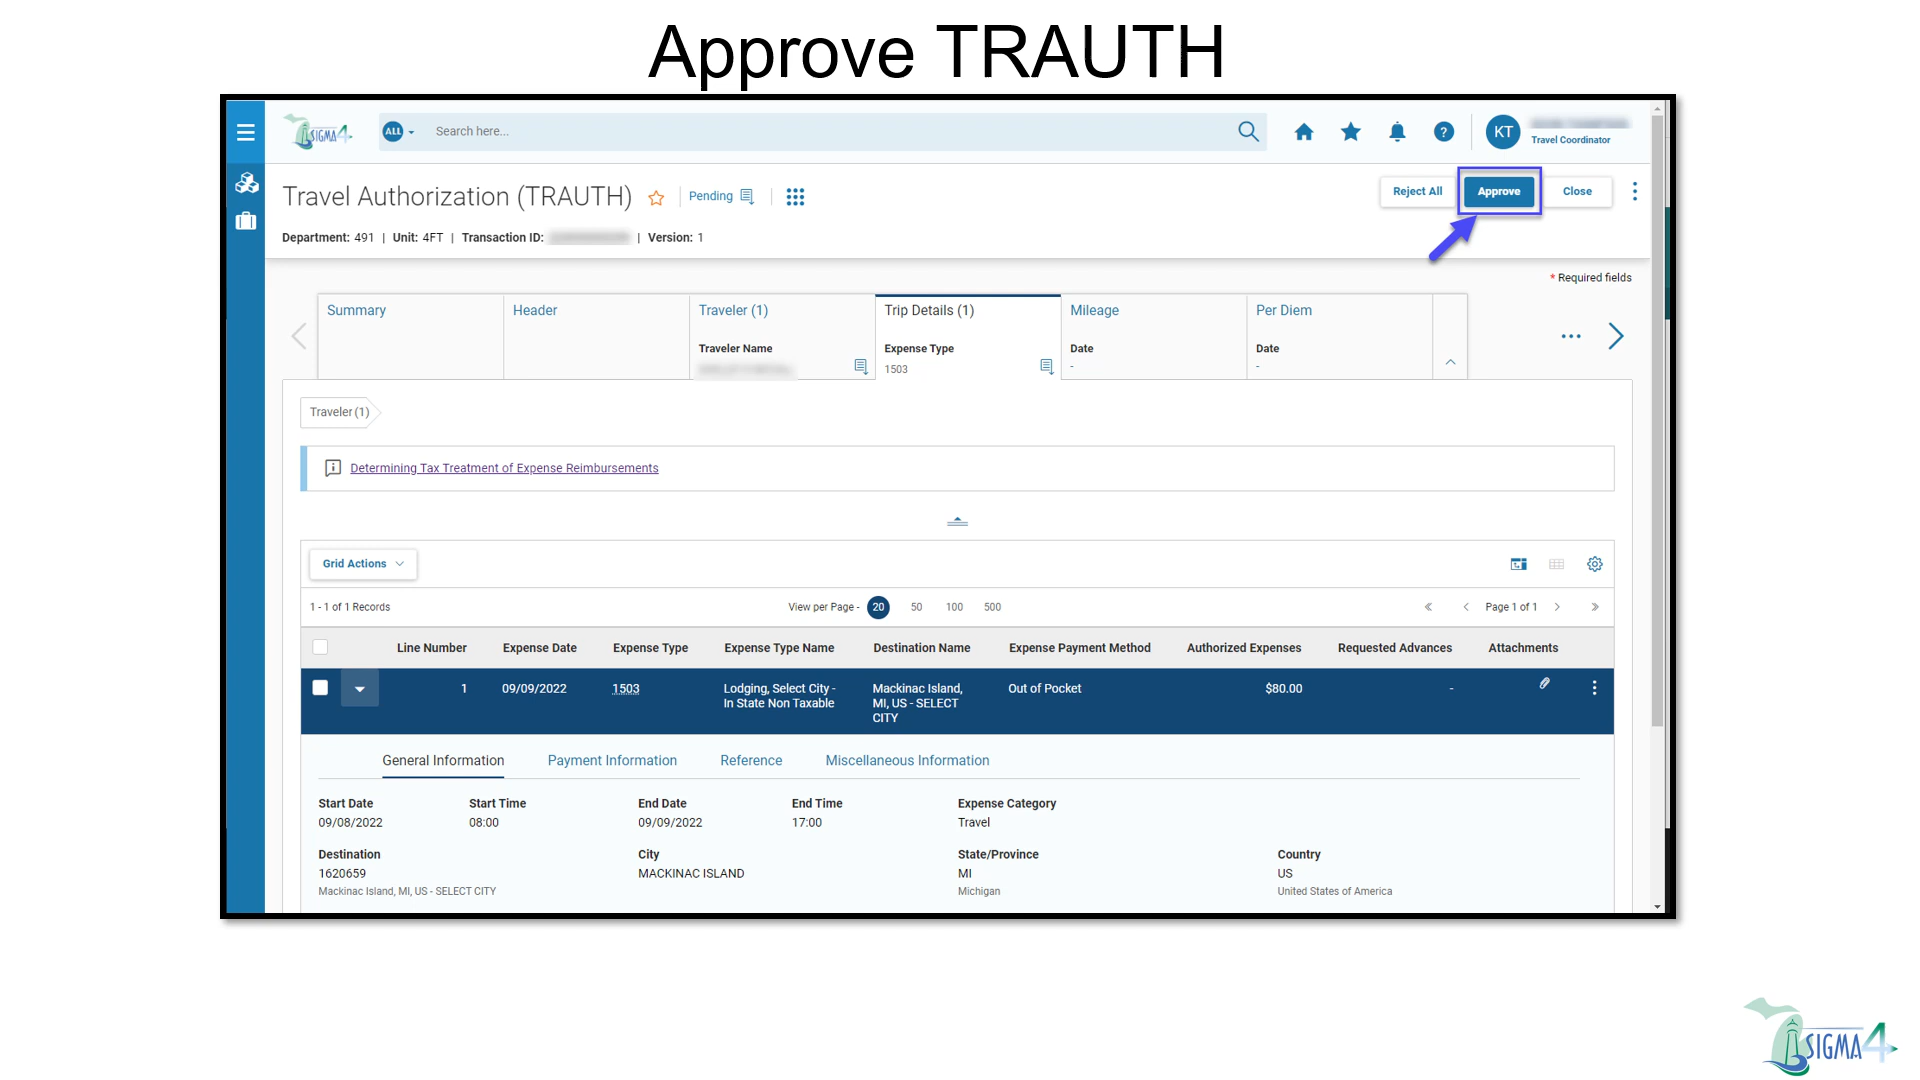 Approve TRAUTH
SIGMA4
ALL
Search here...
?
KT
Travel Coordinator
Travel Authorization (TRAUTH)
Pending
Reject All
Approve
Close
Department: 491 | Unit: 4FT | Transaction ID: | Version: 1
* Required fields
Summary
Header
Traveler (1)
Traveler Name
Trip Details (1)
Expense Type
1503
Mileage
Date
-
Per Diem
Date
-
Traveler (1)
Determining Tax Treatment of Expense Reimbursements
Grid Actions
1 - 1 of 1 Records
View per Page - 20 50 100 500
Page 1 of 1
Line Number Expense Date Expense Type Expense Type Name Destination Name Expense Payment Method Authorized Expenses Requested Advances Attachments
1 09/09/2022 1503
Lodging, Select City -
In State Non Taxable
Mackinac Island,
MI, US - SELECT
CITY
Out of Pocket
$80.00
-
General Information Payment Information Reference Miscellaneous Information
Start Date Start Time End Date End Time Expense Category
09/08/2022 08:00 09/09/2022 17:00 Travel
Destination City State/Province Country
1620659 MACKINAC ISLAND MI US
Mackinac Island, MI, US - SELECT CITY Michigan United States of America
SIGMA4